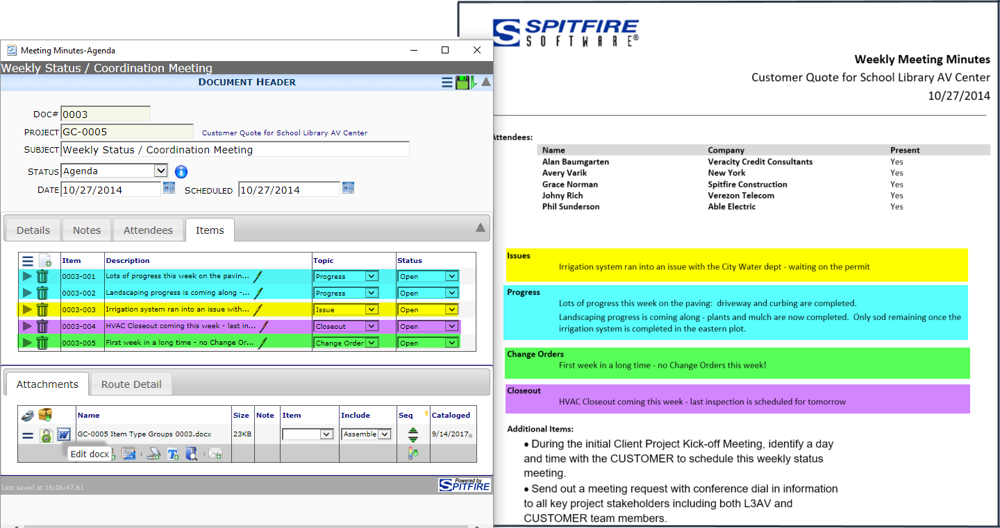 Meeting Minutes-Agenda
Weekly Status / Coordination Meeting
DOCUMENT HEADER
DOC# 0003
PROJECT GC-0005 Customer Quote for School Library AV Center
SUBJECT Weekly Status / Coordination Meeting
STATUS Agenda
DATE 10/27/2014 SCHEDULED 10/27/2014
Details Notes Attendees Items
Item Description Topic Status
0003-001 Lots of progress this week on the pavin... Progress Open
0003-002 Landscaping progress is coming along -... Progress Open
0003-003 Irrigation system ran into an issue with... Issue Open
0003-004 HVAC Closeout coming this week - last in... Closeout Open
0003-005 First week in a long time - no Change Or... Change Order Open
Attachments Route Detail
Name Size Note Item Include Seq Cataloged
GC-0005 Item Type Groups 0003.docx 23KB Assemble 9/14/2017
Edit docx
Last saved at 16:06:47.61
Powered by
SPITFIRE
SPITFIRE
SOFTWARE®
Weekly Meeting Minutes
Customer Quote for School Library AV Center
10/27/2014
Attendees:
Name Company Present
Alan Baumgarten Veracity Credit Consultants Yes
Avery Varik New York Yes
Grace Norman Spitfire Construction Yes
Johny Rich Verezon Telecom Yes
Phil Sunderson Able Electric Yes
Issues
Irrigation system ran into an issue with the City Water dept - waiting on the permit
Progress
Lots of progress this week on the paving: driveway and curbing are completed.
Landscaping progress is coming along - plants and mulch are now completed. Only sod remaining once the
irrigation system is completed in the eastern plot.
Change Orders
First week in a long time - no Change Orders this week!
Closeout
HVAC Closeout coming this week - last inspection is scheduled for tomorrow
Additional Items:
• During the initial Client Project Kick-off Meeting, identify a day
and time with the CUSTOMER to schedule this weekly status
meeting.
• Send out a meeting request with conference dial in information
to all key project stakeholders including both L3AV and
CUSTOMER team members.